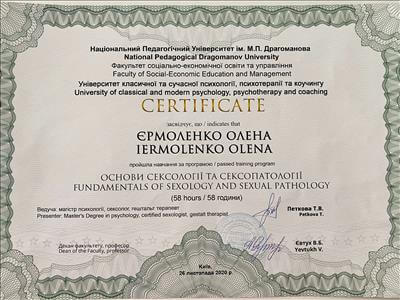 Національний Педагогічний Університет ім. М.П. Драгоманова
National Pedagogical Dragomanov University
Факультет соціально-економічної освіти та управління
Faculty of Social-Economic Education and Management
Університет класичної та сучасної психології, психотерапії та коучингу
University of classical and modern psychology, psychotherapy and coaching
CERTIFICATE
засвідчує, що / indicates that
ЄРМОЛЕНКО ОЛЕНА
IERMOLENKO OLENA
пройшла навчання за програмою / passed training program
ОСНОВИ СЕКСОЛОГІЇ ТА СЕКСОПАТОЛОГІЇ
FUNDAMENTALS OF SEXOLOGY AND SEXUAL PATHOLOGY
(58 hours / 58 години)
Ведуча: магістр психології, сексолог, гештальт терапевт
Presenter: Master's Degree in psychology, certified sexologist, gestalt therapist
Петкова Т.В.
Petkova T.
Декан факультету, професор
Dean of the Faculty, professor
Євтух В.Б.
Yevtukh V.
Київ,
26 листопада 2020 р.